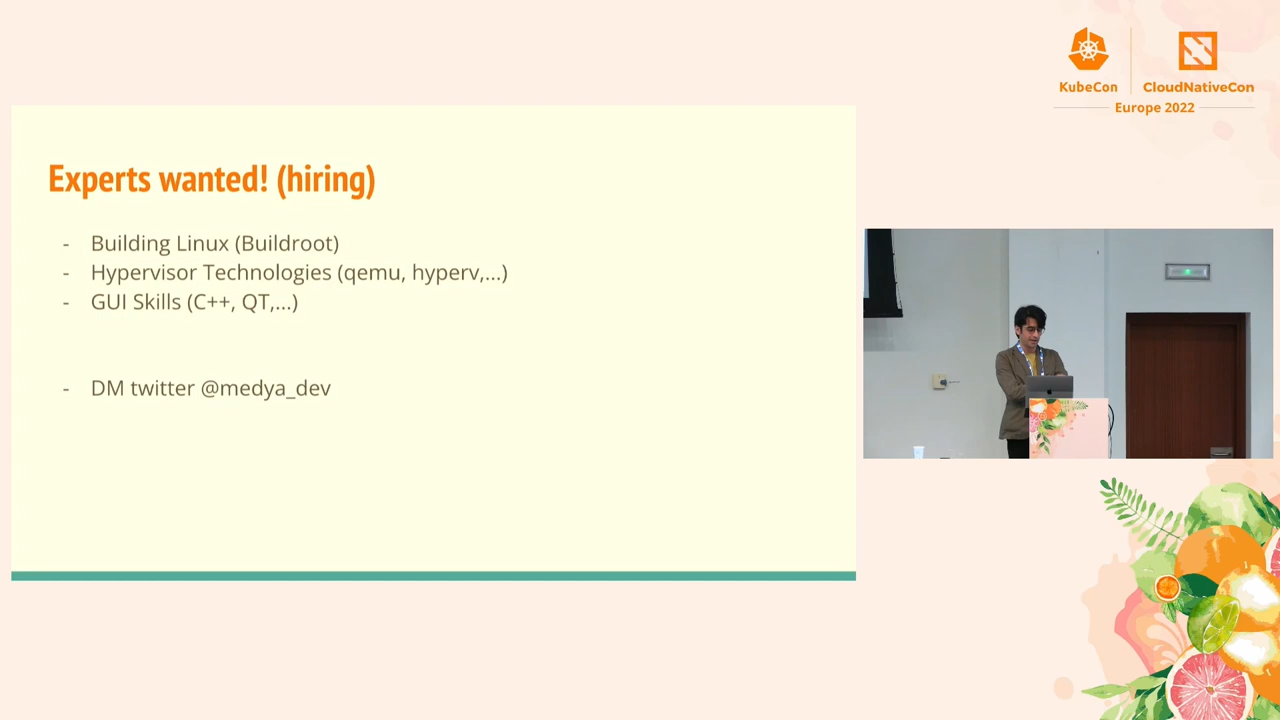 KubeCon
CloudNativeCon
Europe 2022
Experts wanted! (hiring)
- Building Linux (Buildroot)
- Hypervisor Technologies (qemu, hyperv,...)
- GUI Skills (C++, QT,...)
- DM twitter @medya_dev